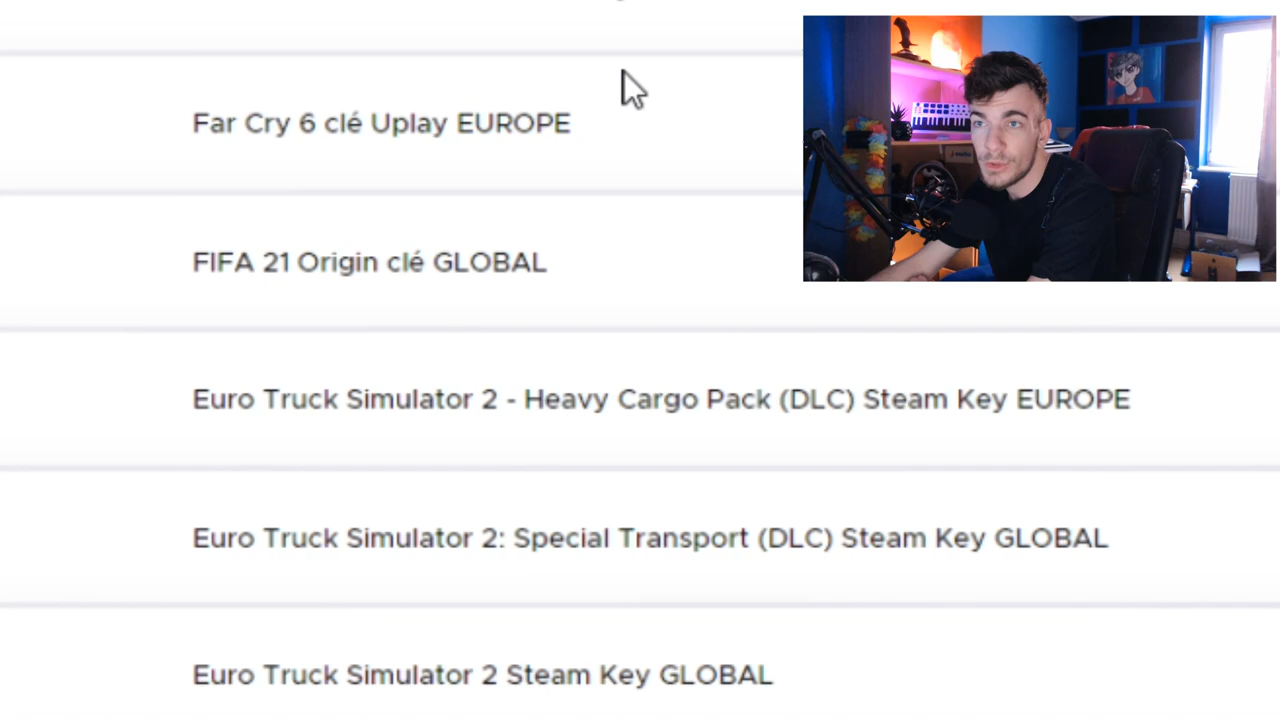 Far Cry 6 clé Uplay EUROPE
FIFA 21 Origin clé GLOBAL
Euro Truck Simulator 2 - Heavy Cargo Pack (DLC) Steam Key EUROPE
Euro Truck Simulator 2: Special Transport (DLC) Steam Key GLOBAL
Euro Truck Simulator 2 Steam Key GLOBAL